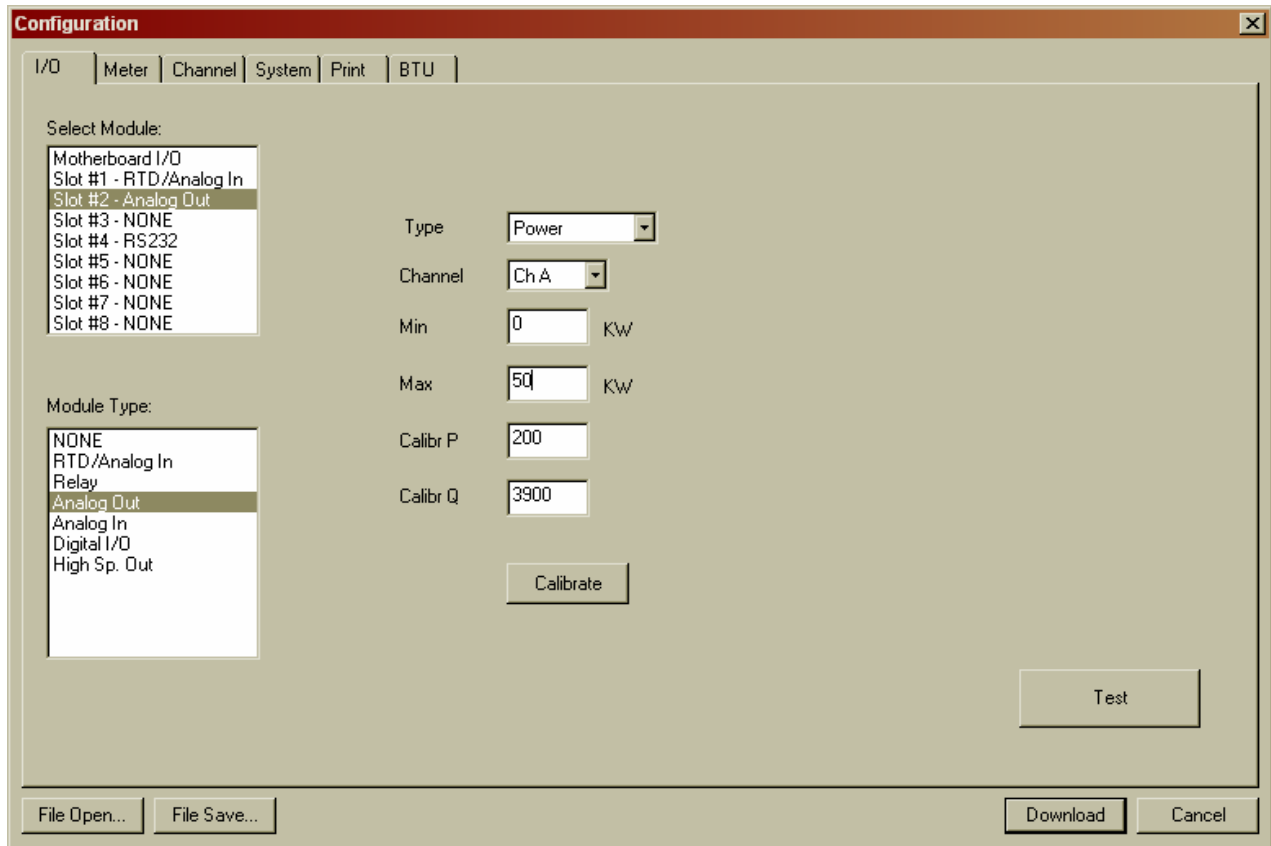 Configuration
I/O Meter Channel System Print BTU
Select Module:
Motherboard I/O
Slot #1 - RTD/Analog In
Slot #2 - Analog Out
Slot #3 - NONE
Slot #4 - RS232
Slot #5 - NONE
Slot #6 - NONE
Slot #7 - NONE
Slot #8 - NONE
Type Power
Channel Ch A
Min 0 KW
Max 50 KW
Calibr P 200
Calibr Q 3900
Calibrate
Module Type:
NONE
RTD/Analog In
Relay
Analog Out
Analog In
Digital I/O
High Sp. Out
Test
File Open... File Save... Download Cancel